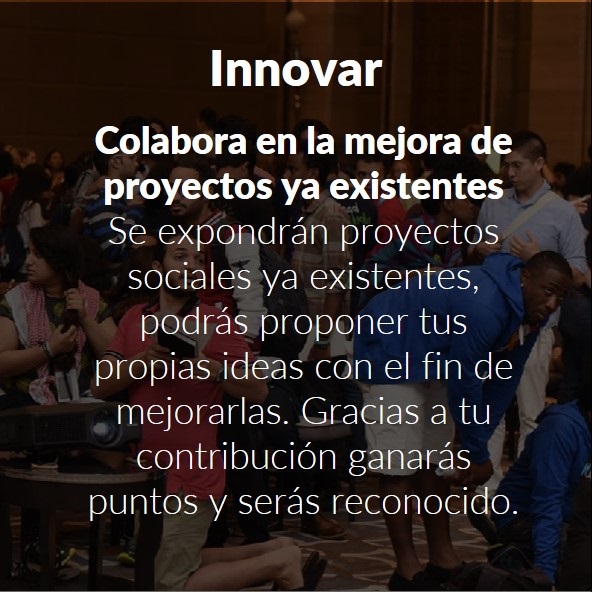 Innovar
Colabora en la mejora de
proyectos ya existentes
Se expondrán proyectos
sociales ya existentes,
podrás proponer tus
propias ideas con el fin de
mejorarlas. Gracias a tu
contribución ganarás
puntos y serás reconocido.